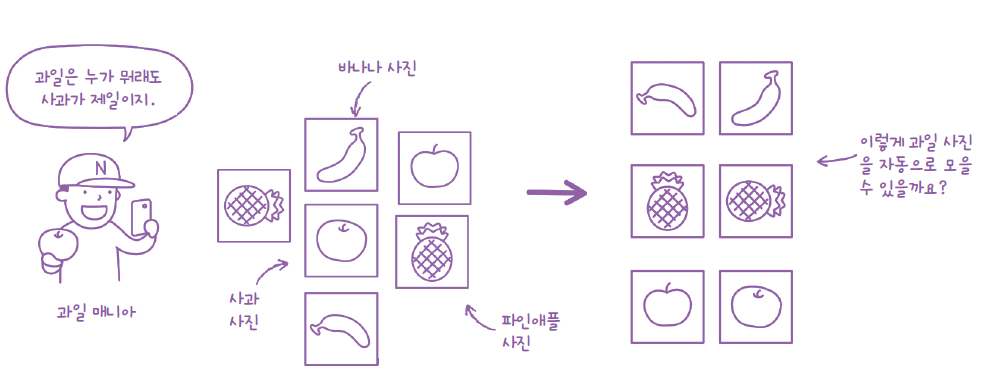 과일은 누가 뭐래도
사과가 제일이지.
N
과일 매니아
바나나 사진
사과
사진
파인애플
사진
이렇게 과일 사진
을 자동으로 모을
수 있을까요?